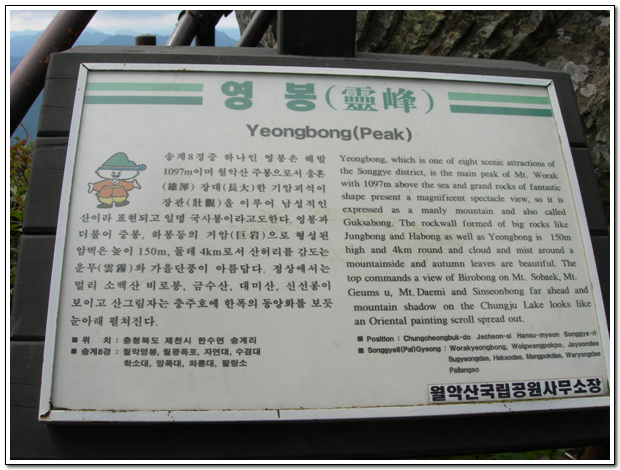 영 봉(靈峰)
Yeongbong(Peak)
송계8경중 하나인 영봉은 해발
1097m이며 월악산 주봉으로서 웅혼
(雄渾) 장대(長大)한 기암괴석이
장관(壯觀)을 이루어 남성적인
산이라 표현되고 일명 국사봉이라고도한다. 영봉과
더불어 중봉, 하봉등의 거암(巨岩)으로 형성된
암벽은 높이 150m, 둘레 4km로서 산허리를 감도는
운무(雲霧)와 가을단풍이 아름답다. 정상에서는
멀리 소백산 비로봉, 금수산, 대미산, 신선봉이
보이고 산그림자는 충주호에 한폭의 동양화를 보듯
눈아래 펼쳐진다.
■ 위 치 : 충청북도 제천시 한수면 송계리
■ 송계8경 : 월악영봉, 월광폭포, 자연대, 수경대
학소대, 망폭대, 와룡대, 팔랑소
Yeongbong, which is one of eight scenic attractions of
the Songgye district, is the main peak of Mt. Worak
with 1097m above the sea and grand rocks of fantastic
shape present a magnificent spectacle view, so it is
expressed as a manly mountain and also called
Guksabong. The rockwall formed of big rocks like
Jungbong and Habong as well as Yeongbong is 150m
high and 4km round and cloud and mist around a
mountainside and autumn leaves are beautiful. The
top commands a view of Birobong on Mt. Sobaek, Mt.
Geums u, Mt. Daemi and Sinseonbong far ahead and
mountain shadow on the Chungju Lake looks like
an Oriental painting scroll spread out.
■ Position : Chungcheongbuk-do Jecheon-si Hansu-myeon Songgye-ri
■ Songgye8(Pal)Gyeong : Worakyeongbong, Wolgwangpokpo, Jayeondae
Sugyeongdae, Haksodae, Mangpokdae, Waryongdae
Pallangso
월악산국립공원사무소장